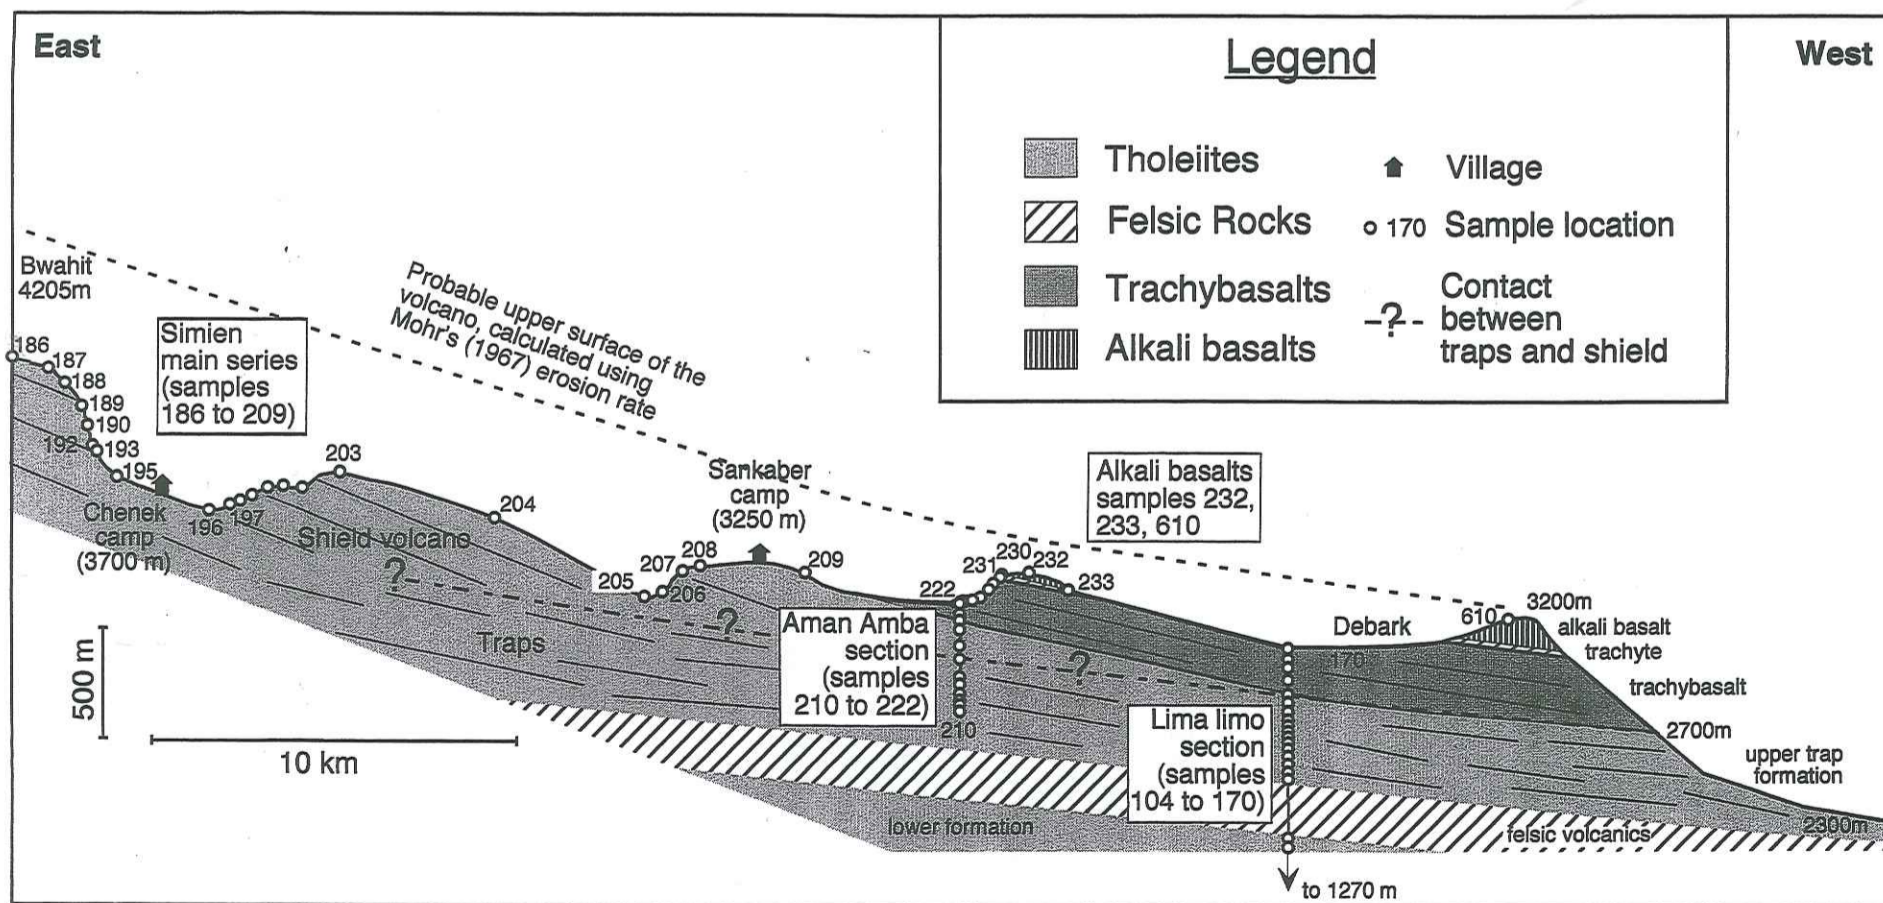 East
West
Legend
Tholeiites
Felsic Rocks
Trachybasalts
Alkali basalts
Village
170 Sample location
Contact
between
traps and shield
-?-
Bwahit
4205m
Probable upper surface of the
volcano, calculated using
Mohr's (1967) erosion rate
Simien
main series
(samples
186 to 209)
186
187
188
189
190
192
193
195
Chenek
camp
(3700 m)
196
197
203
204
Shield volcano
?
Traps
205
206
207
208
Sankaber
camp
(3250 m)
209
?
Aman Amba
section
(samples
210 to 222)
222
210
231
230
232
233
?
Alkali basalts
samples 232,
233, 610
Lima limo
section
(samples
104 to 170)
170
Debark
610
3200m
alkali basalt
trachyte
trachybasalt
2700m
upper trap
formation
2300m
felsic volcanics
lower formation
to 1270 m
500 m
10 km